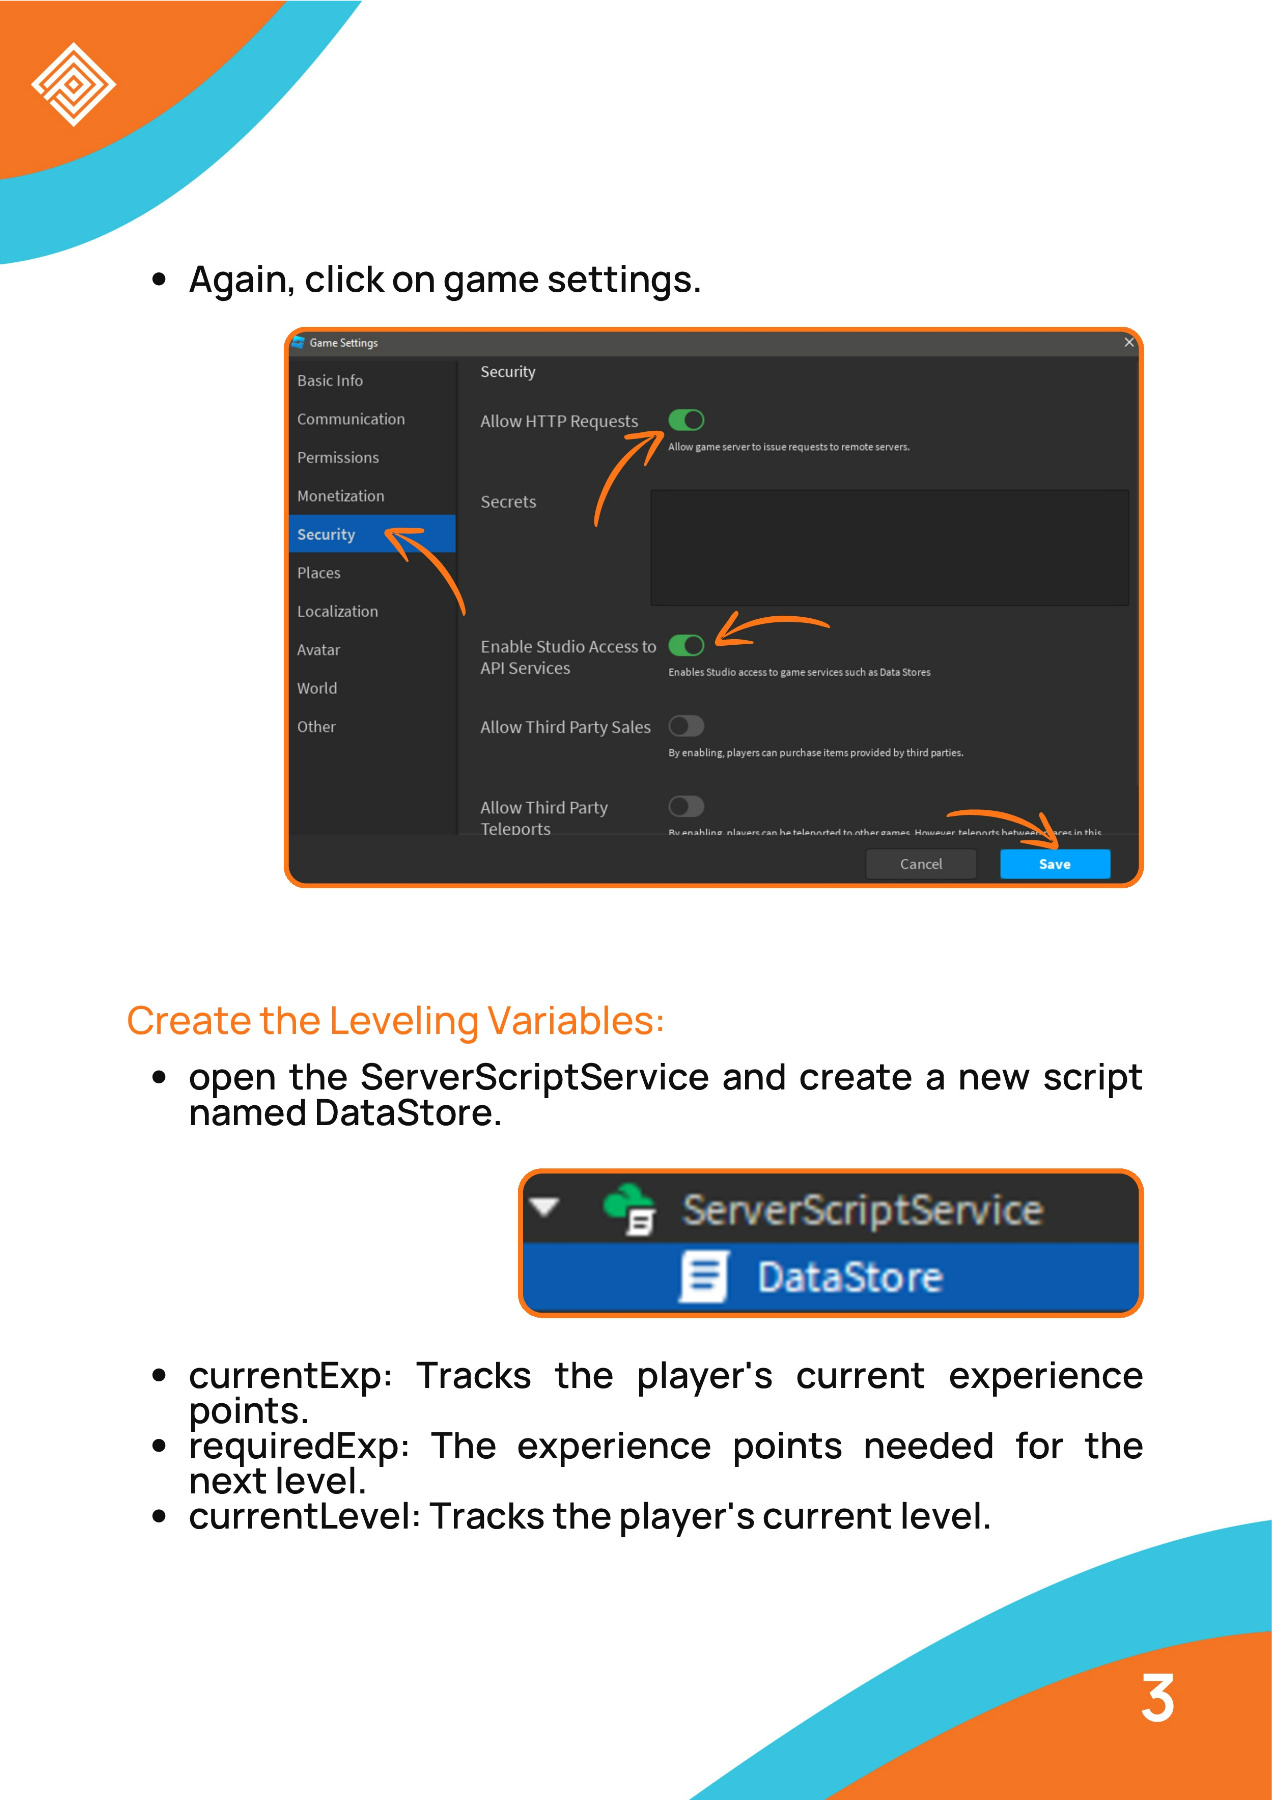 • Again, click on game settings.
Game Settings
Basic Info
Communication
Permissions
Monetization
Security
Places
Localization
Avatar
World
Other
Security
Allow HTTP Requests
Allow game server to issue requests to remote servers.
Secrets
Enable Studio Access to
API Services
Enables Studio access to game services such as Data Stores
Allow Third Party Sales
By enabling, players can purchase items provided by third parties.
Allow Third Party
Teleports
By enabling, players can be teleported to other games. However, teleports between places in this
Cancel
Save
Create the Leveling Variables:
• open the ServerScriptService and create a new script
named DataStore.
ServerScriptService
DataStore
• currentExp: Tracks the player's current experience
points.
• requiredExp: The experience points needed for the
next level.
• currentLevel: Tracks the player's current level.
3